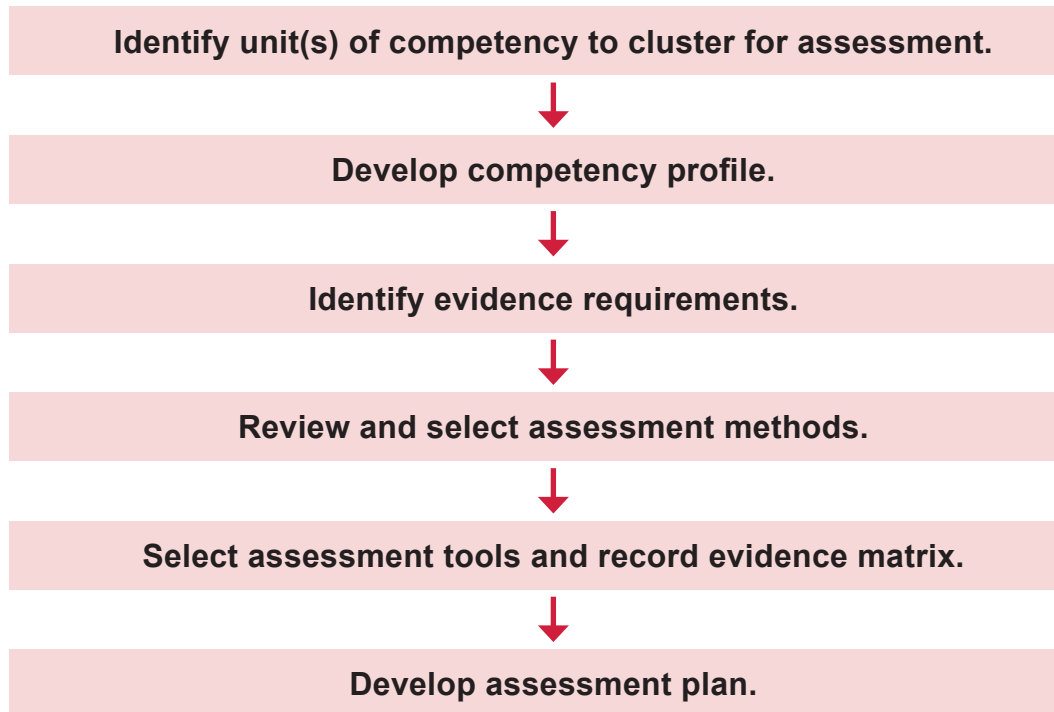 Identify unit(s) of competency to cluster for assessment.
Develop competency profile.
Identify evidence requirements.
Review and select assessment methods.
Select assessment tools and record evidence matrix.
Develop assessment plan.